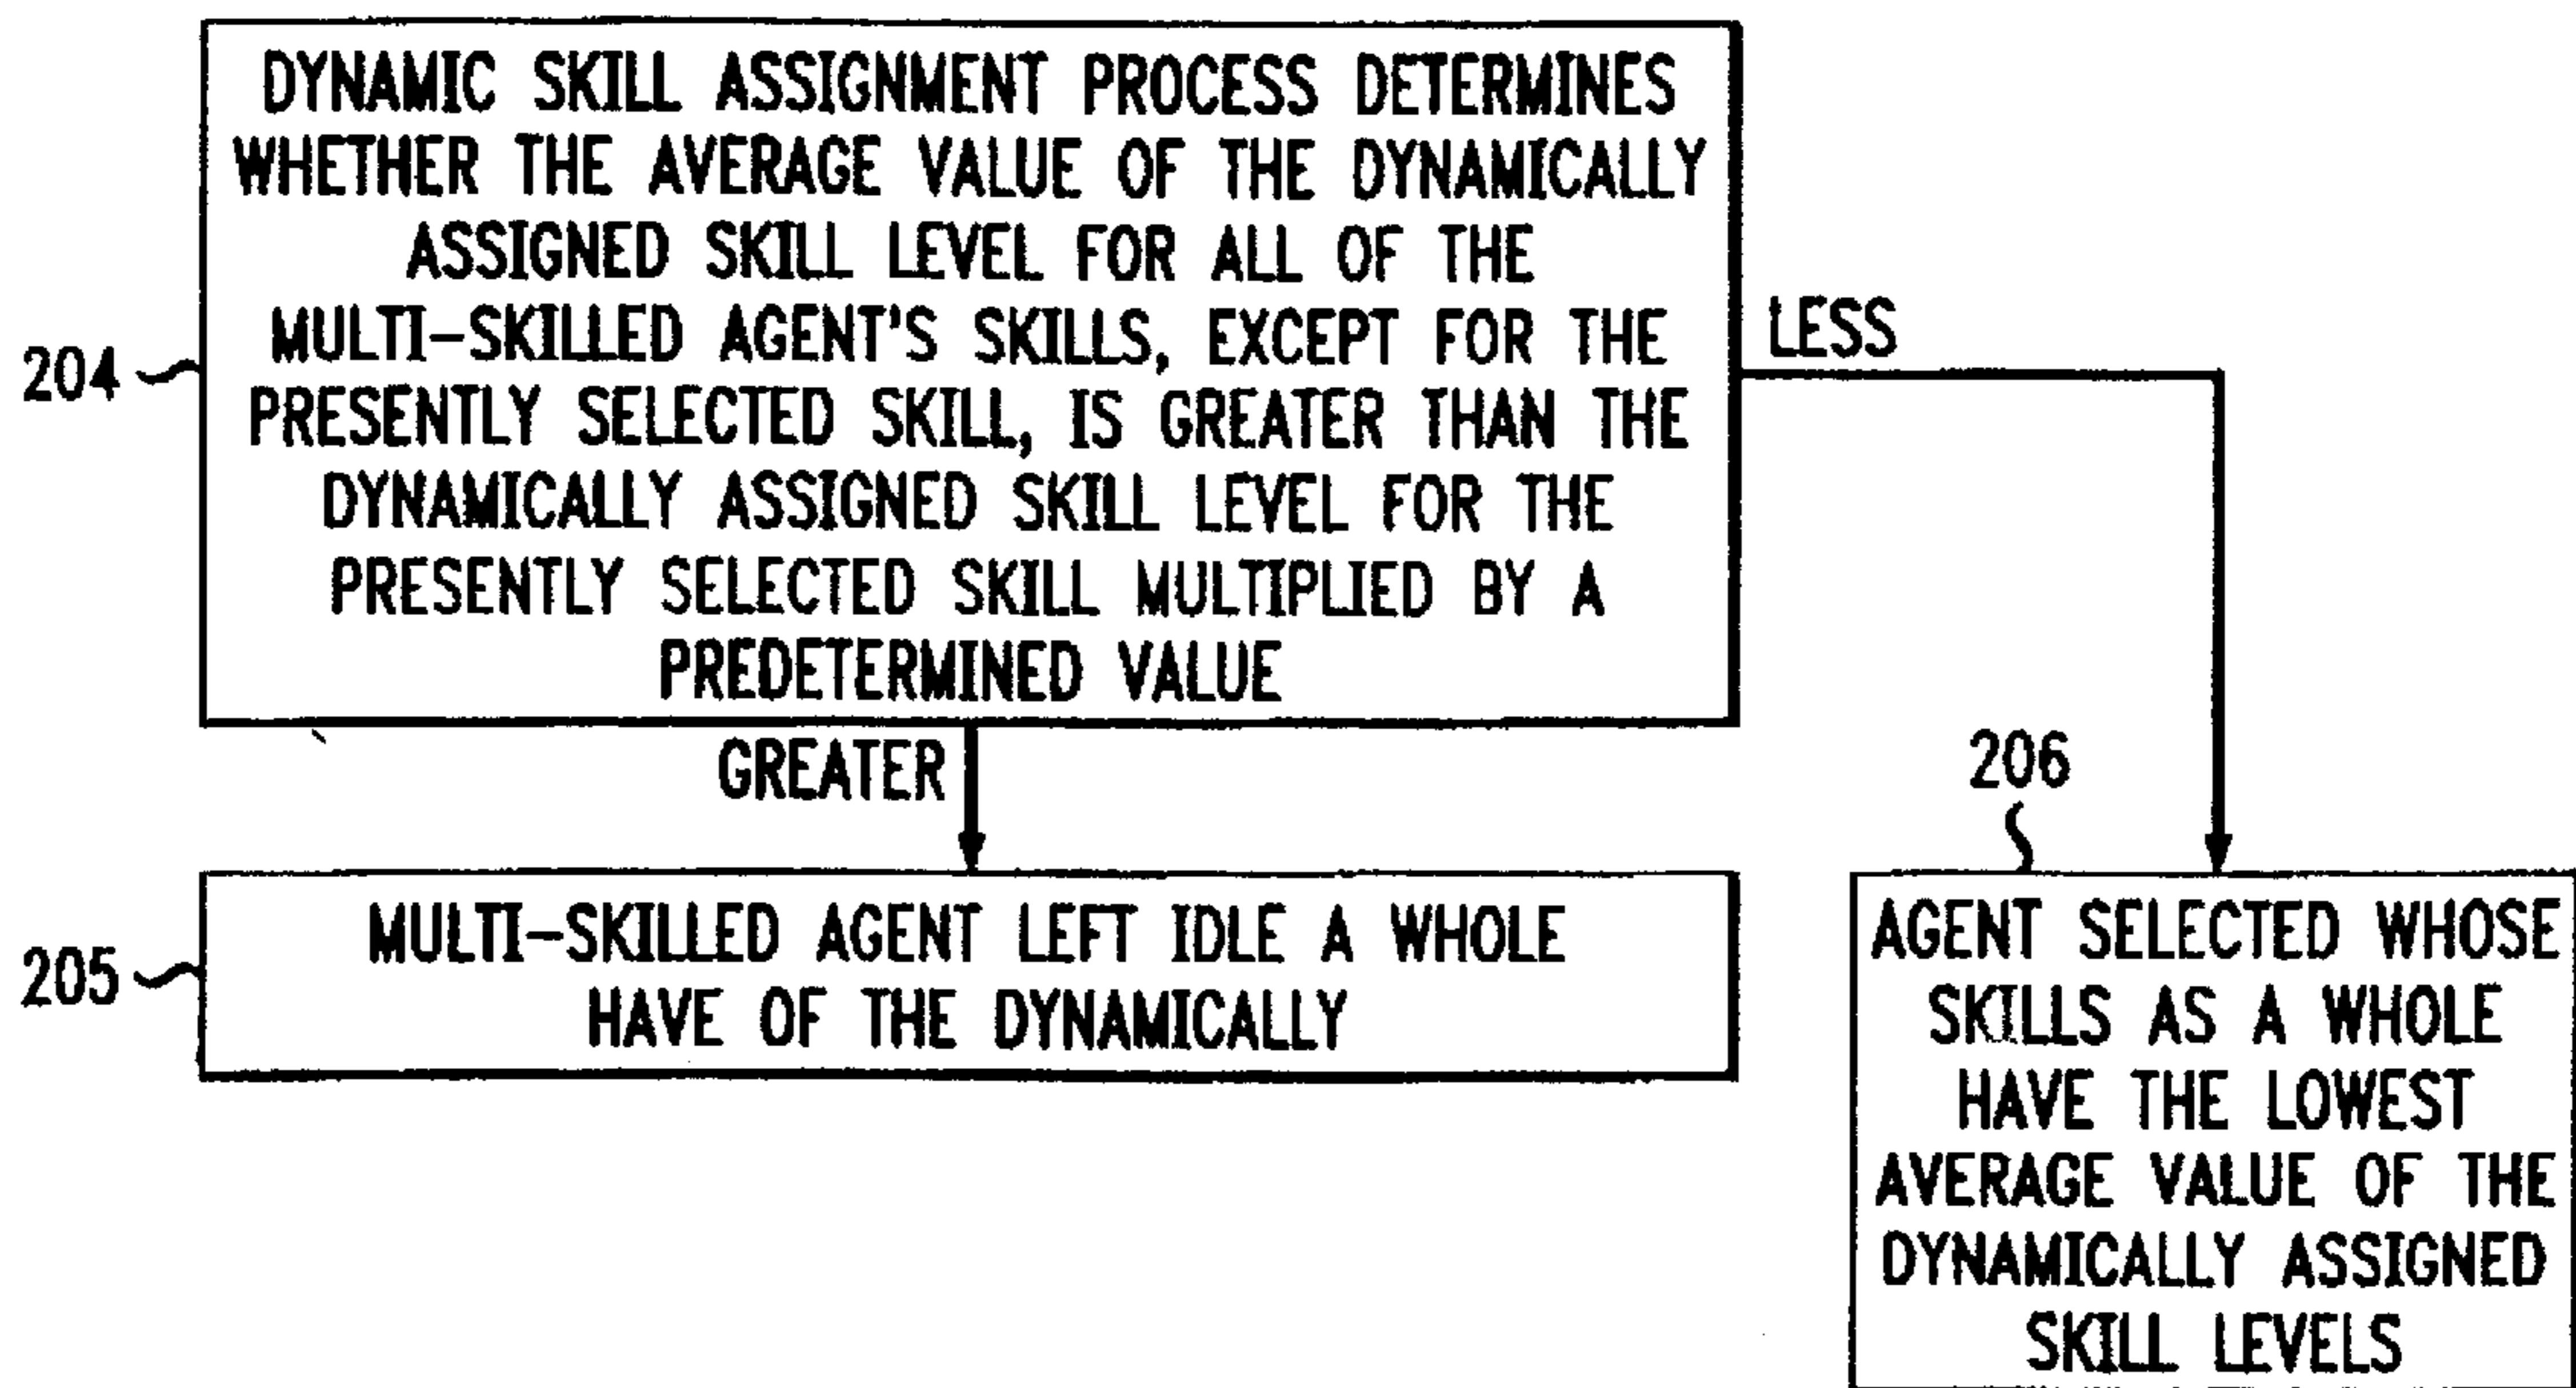 DYNAMIC SKILL ASSIGNMENT PROCESS DETERMINES
WHETHER THE AVERAGE VALUE OF THE DYNAMICALLY
ASSIGNED SKILL LEVEL FOR ALL OF THE
MULTI-SKILLED AGENT'S SKILLS, EXCEPT FOR THE
PRESENTLY SELECTED SKILL, IS GREATER THAN THE
DYNAMICALLY ASSIGNED SKILL LEVEL FOR THE
PRESENTLY SELECTED SKILL MULTIPLIED BY A
PREDETERMINED VALUE
204
LESS
GREATER
206
205
MULTI-SKILLED AGENT LEFT IDLE A WHOLE
HAVE OF THE DYNAMICALLY
AGENT SELECTED WHOSE
SKILLS AS A WHOLE
HAVE THE LOWEST
AVERAGE VALUE OF THE
DYNAMICALLY ASSIGNED
SKILL LEVELS